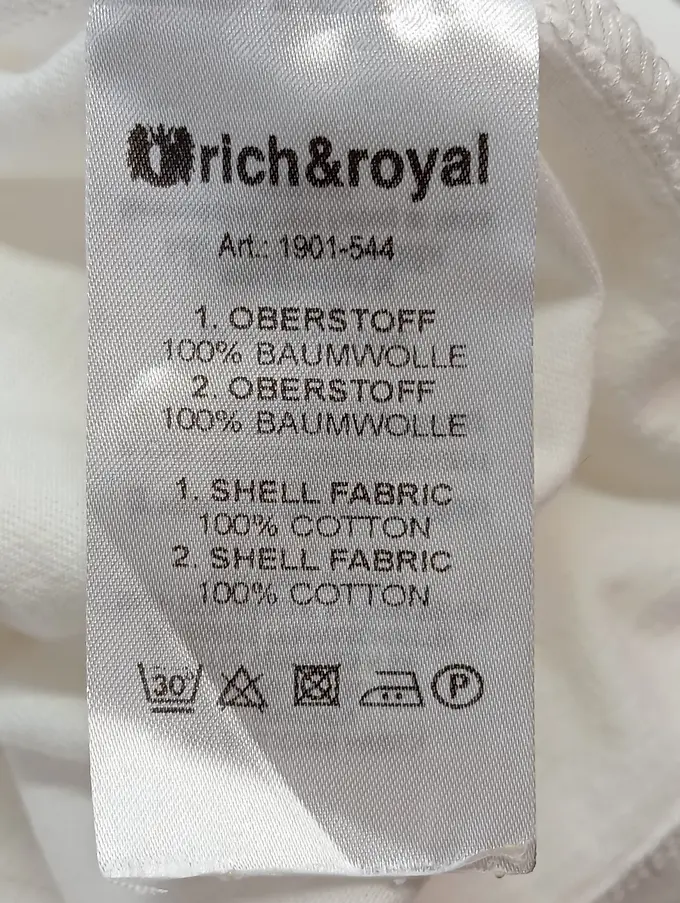 rich&royal
Art.: 1901-544
1. OBERSTOFF
100% BAUMWOLLE
2. OBERSTOFF
100% BAUMWOLLE
1. SHELL FABRIC
100% COTTON
2. SHELL FABRIC
100% COTTON
30° P